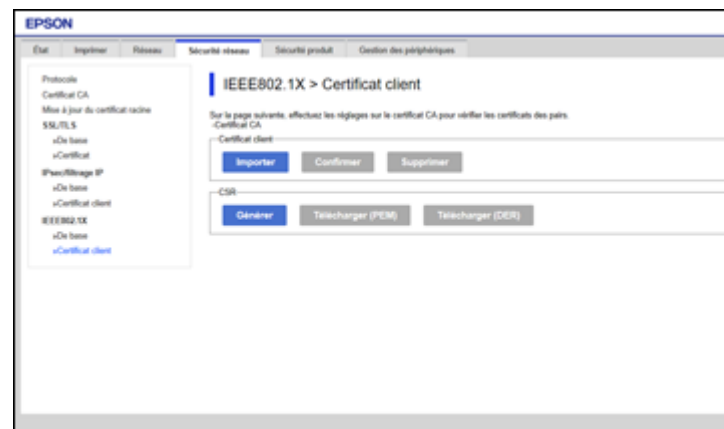 EPSON
État Imprimer Réseau Sécurité réseau Sécurité produit Gestion des périphériques
Protocole
Certificat CA
Mise à jour du certificat racine
SSL/TLS
»De base
»Certificat
IPsec/filtrage IP
»De base
»Certificat client
IEEE802.1X
»De base
»Certificat client
IEEE802.1X > Certificat client
Sur la page suivante, effectuez les réglages sur le certificat CA pour vérifier les certificats des pairs.
-Certificat CA
Certificat client
Importer Confirmer Supprimer
CSR
Générer Télécharger (PEM) Télécharger (DER)